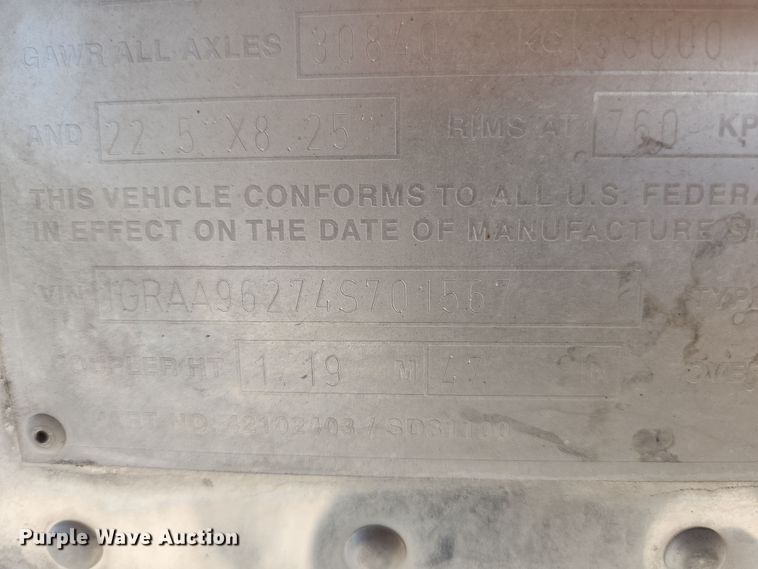 GAWR ALL AXLES 30840 KG 68000
AND 22.5"X8.25" RIMS AT 760 KP
THIS VEHICLE CONFORMS TO ALL U.S. FEDERA
IN EFFECT ON THE DATE OF MANUFACTURE S
VIN 1GRAA96274S701567 TYPE
COUPLER HT 1.19 M IN
PART NO. 42102403 / SD31100
Purple Wave Auction